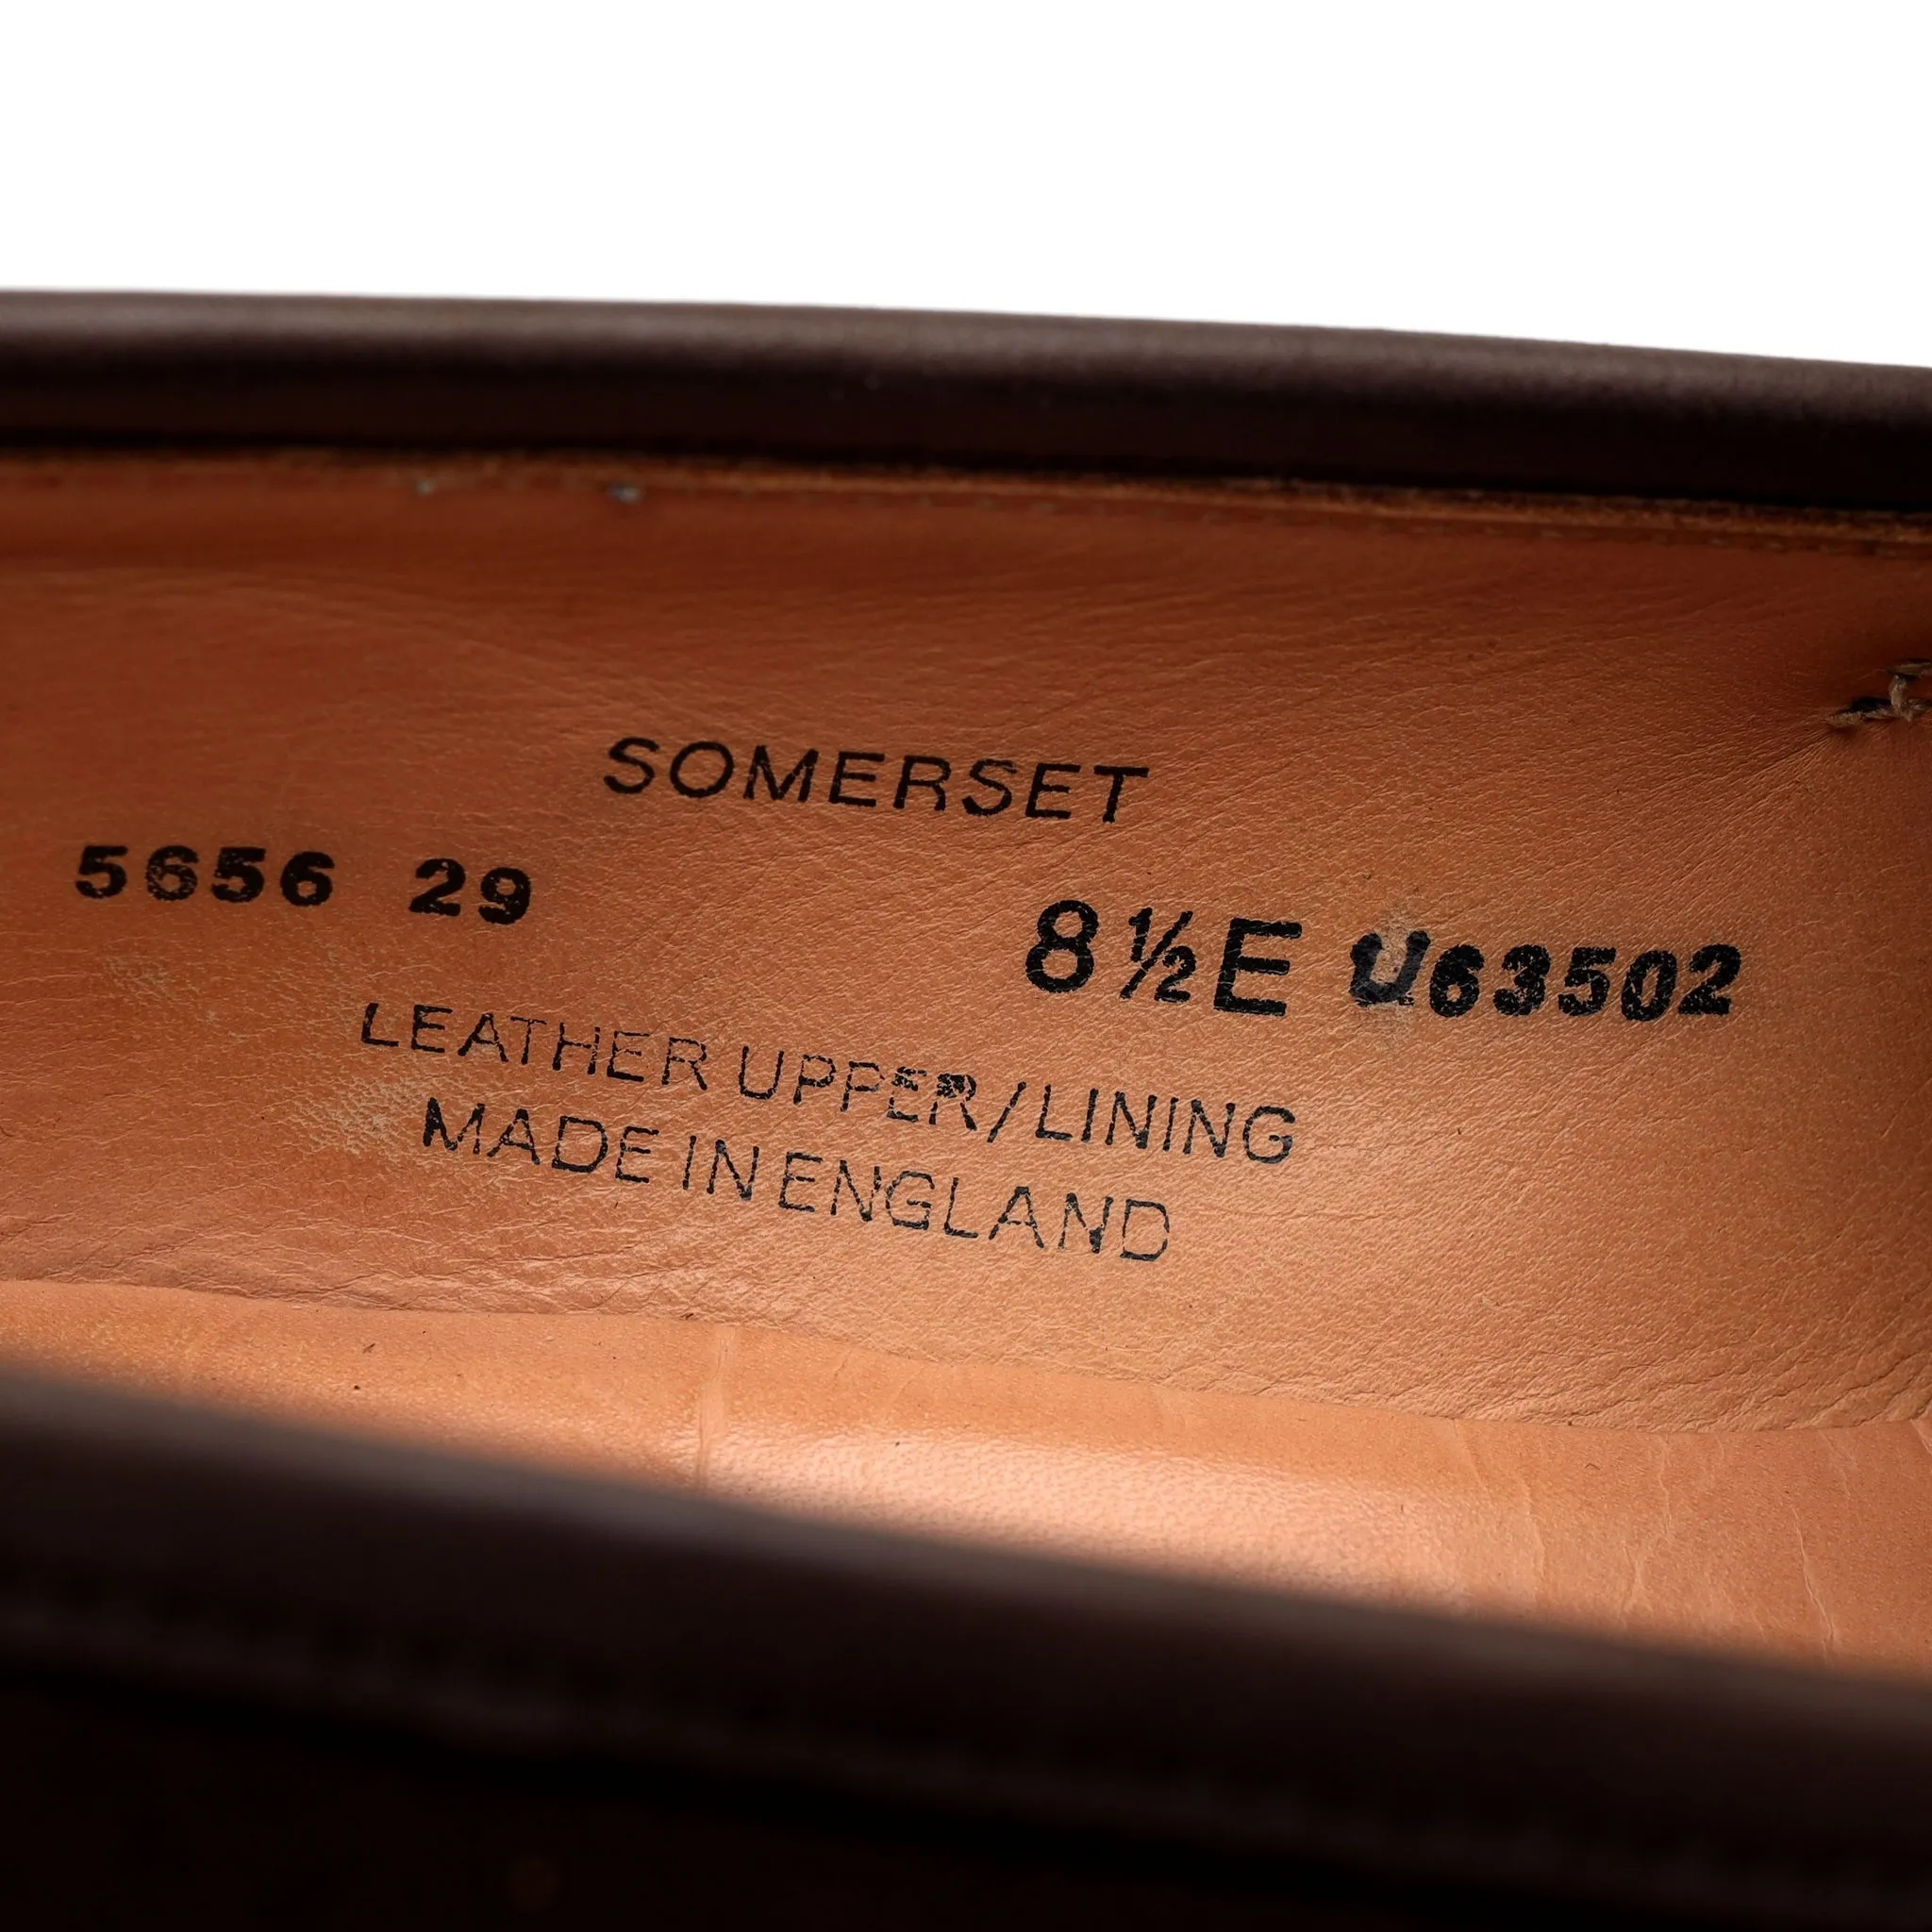 SOMERSET
5656 29
8½E U63502
LEATHER UPPER/LINING
MADE IN ENGLAND